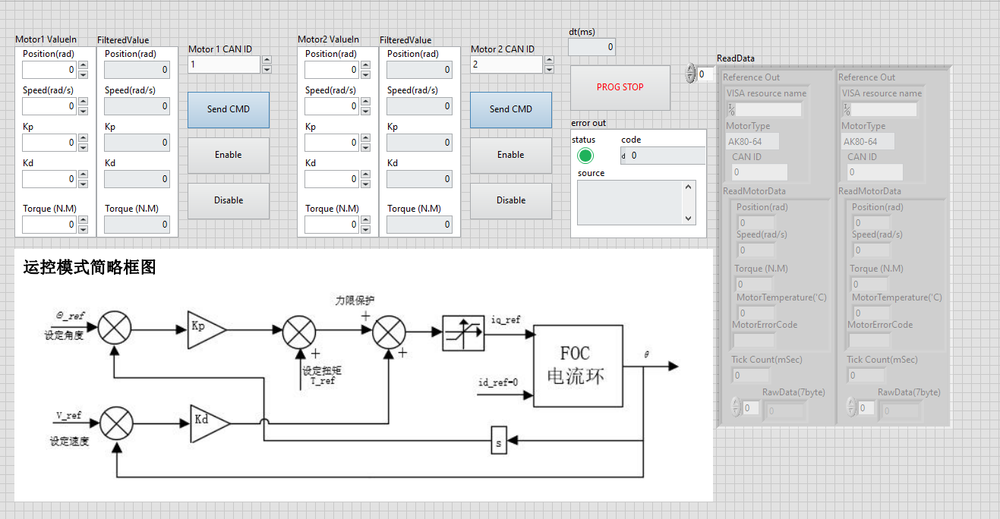 Motor1 ValueIn
Position(rad)
0
Speed(rad/s)
0
Kp
0
Kd
0
Torque (N.M)
0
FilteredValue
Position(rad)
0
Speed(rad/s)
0
Kp
0
Kd
0
Torque (N.M)
0
Motor 1 CAN ID
1
Send CMD
Enable
Disable
Motor2 ValueIn
Position(rad)
0
Speed(rad/s)
0
Kp
0
Kd
0
Torque (N.M)
0
FilteredValue
Position(rad)
0
Speed(rad/s)
0
Kp
0
Kd
0
Torque (N.M)
0
Motor 2 CAN ID
2
Send CMD
Enable
Disable
dt(ms)
0
PROG STOP
error out
status
code
d 0
source
0
ReadData
Reference Out
VISA resource name
I/0
MotorType
AK80-64
CAN ID
0
ReadMotorData
Position(rad)
0
Speed(rad/s)
0
Torque (N.M)
0
MotorTemperature(℃)
0
MotorErrorCode
Tick Count(mSec)
0
RawData(7byte)
0
0
Reference Out
VISA resource name
I/0
MotorType
AK80-64
CAN ID
0
ReadMotorData
Position(rad)
0
Speed(rad/s)
0
Torque (N.M)
0
MotorTemperature(℃)
0
MotorErrorCode
Tick Count(mSec)
0
RawData(7byte)
0
0
运控模式简略框图
力限保护
Θ_ref
设定角度
Kp
+
+
+
设定扭矩
T_ref
iq_ref
id_ref=0
FOC
电流环
θ
V_ref
设定速度
Kd
s